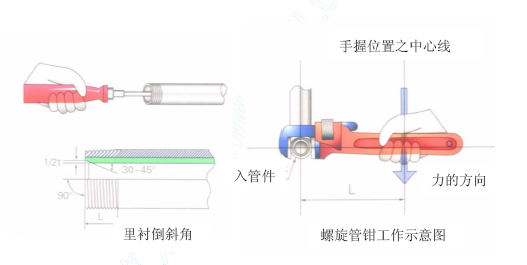 手握位置之中心线
1/2t
30-45°
90°
L
里衬倒斜角
入管件
L
力的方向
螺旋管钳工作示意图